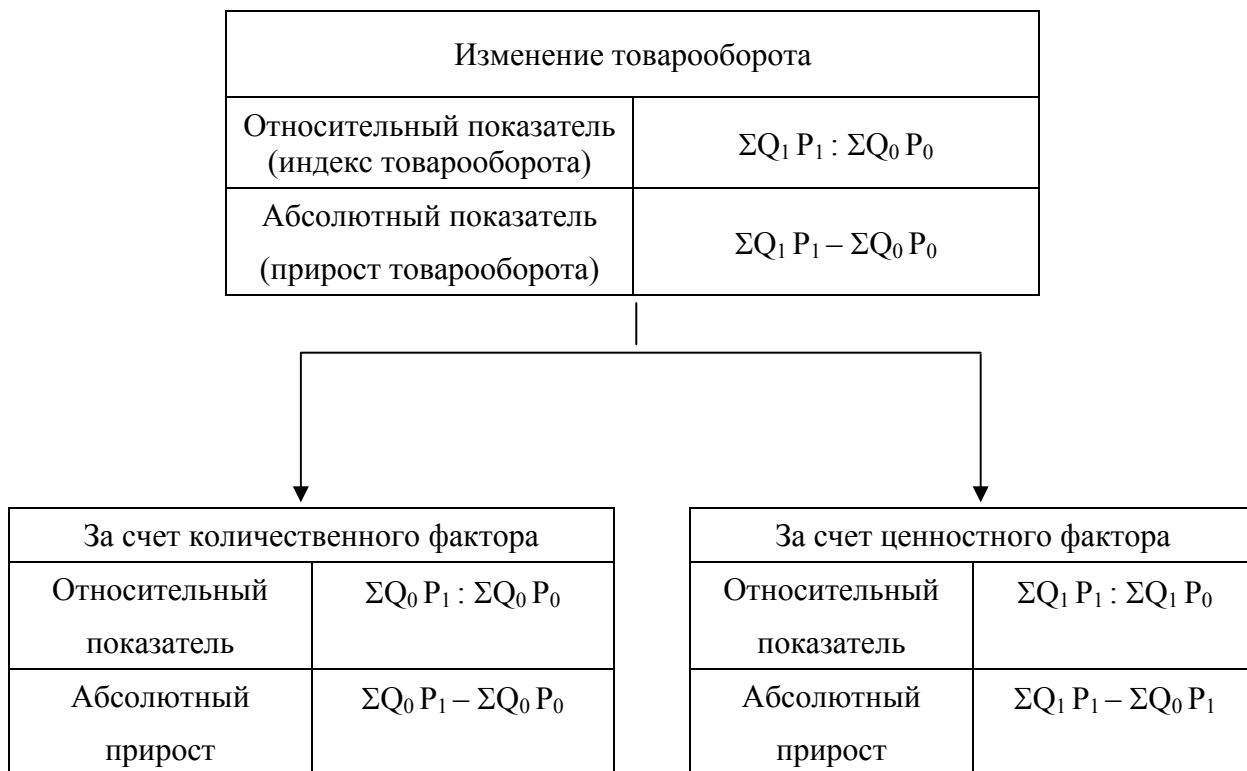 Изменение товарооборота
Относительный показатель
(индекс товарооборота)
ΣQ₁ P₁ : ΣQ₀ P₀
Абсолютный показатель
(прирост товарооборота)
ΣQ₁ P₁ – ΣQ₀ P₀
За счет количественного фактора
Относительный
показатель
ΣQ₀ P₁ : ΣQ₀ P₀
Абсолютный
прирост
ΣQ₀ P₁ – ΣQ₀ P₀
За счет ценностного фактора
Относительный
показатель
ΣQ₁ P₁ : ΣQ₁ P₀
Абсолютный
прирост
ΣQ₁ P₁ – ΣQ₀ P₁